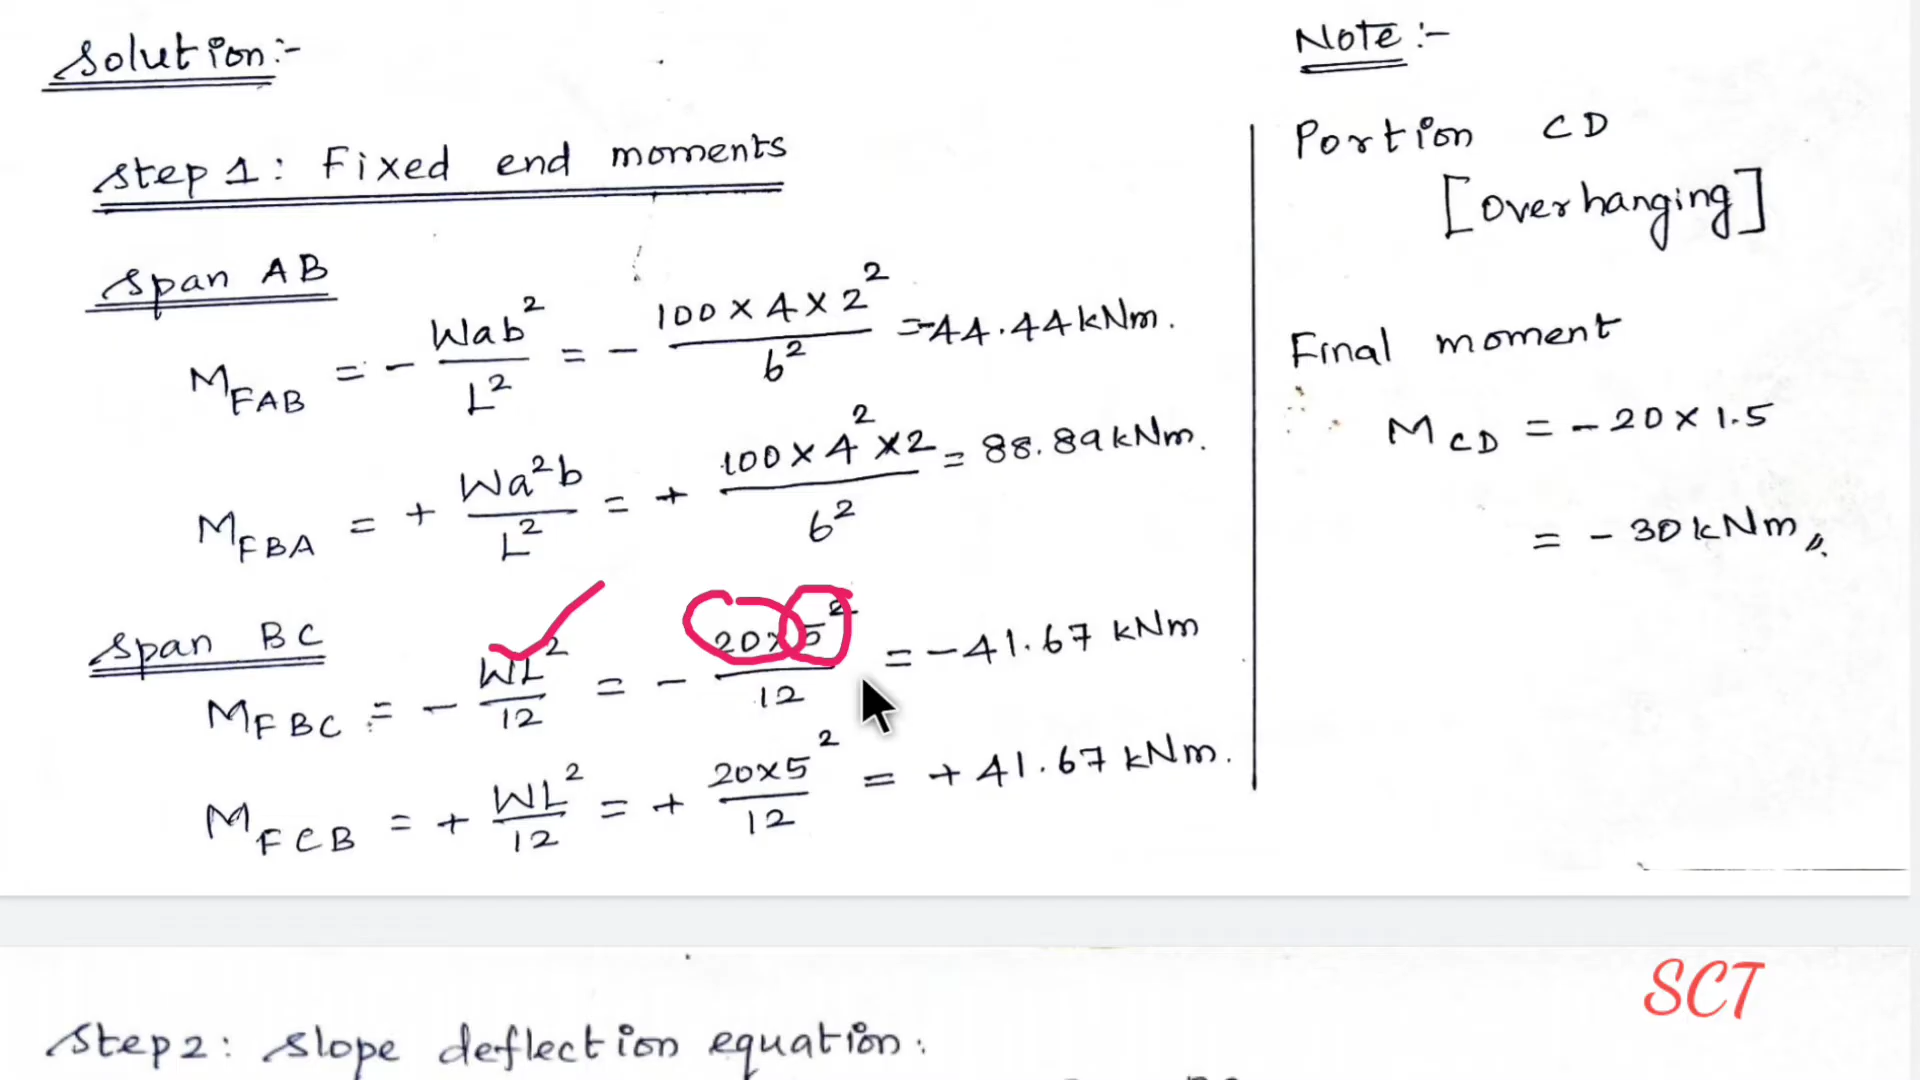 Solution:-
Step 1: Fixed end moments
Span AB
M_FAB = - Wab²/L² = - 100 × 4 × 2²/6² = -44.44 kNm.
M_FBA = + Wa²b/L² = + 100 × 4² × 2/6² = 88.89 kNm.
Span BC
M_FBC = - WL²/12 = - 20×5²/12 = -41.67 kNm
M_FCB = + WL²/12 = + 20×5²/12 = +41.67 kNm.
Note:-
Portion CD
[Overhanging]
Final moment
M_CD = -20 × 1.5
= -30 kNm
SCT
Step 2: Slope deflection equation: